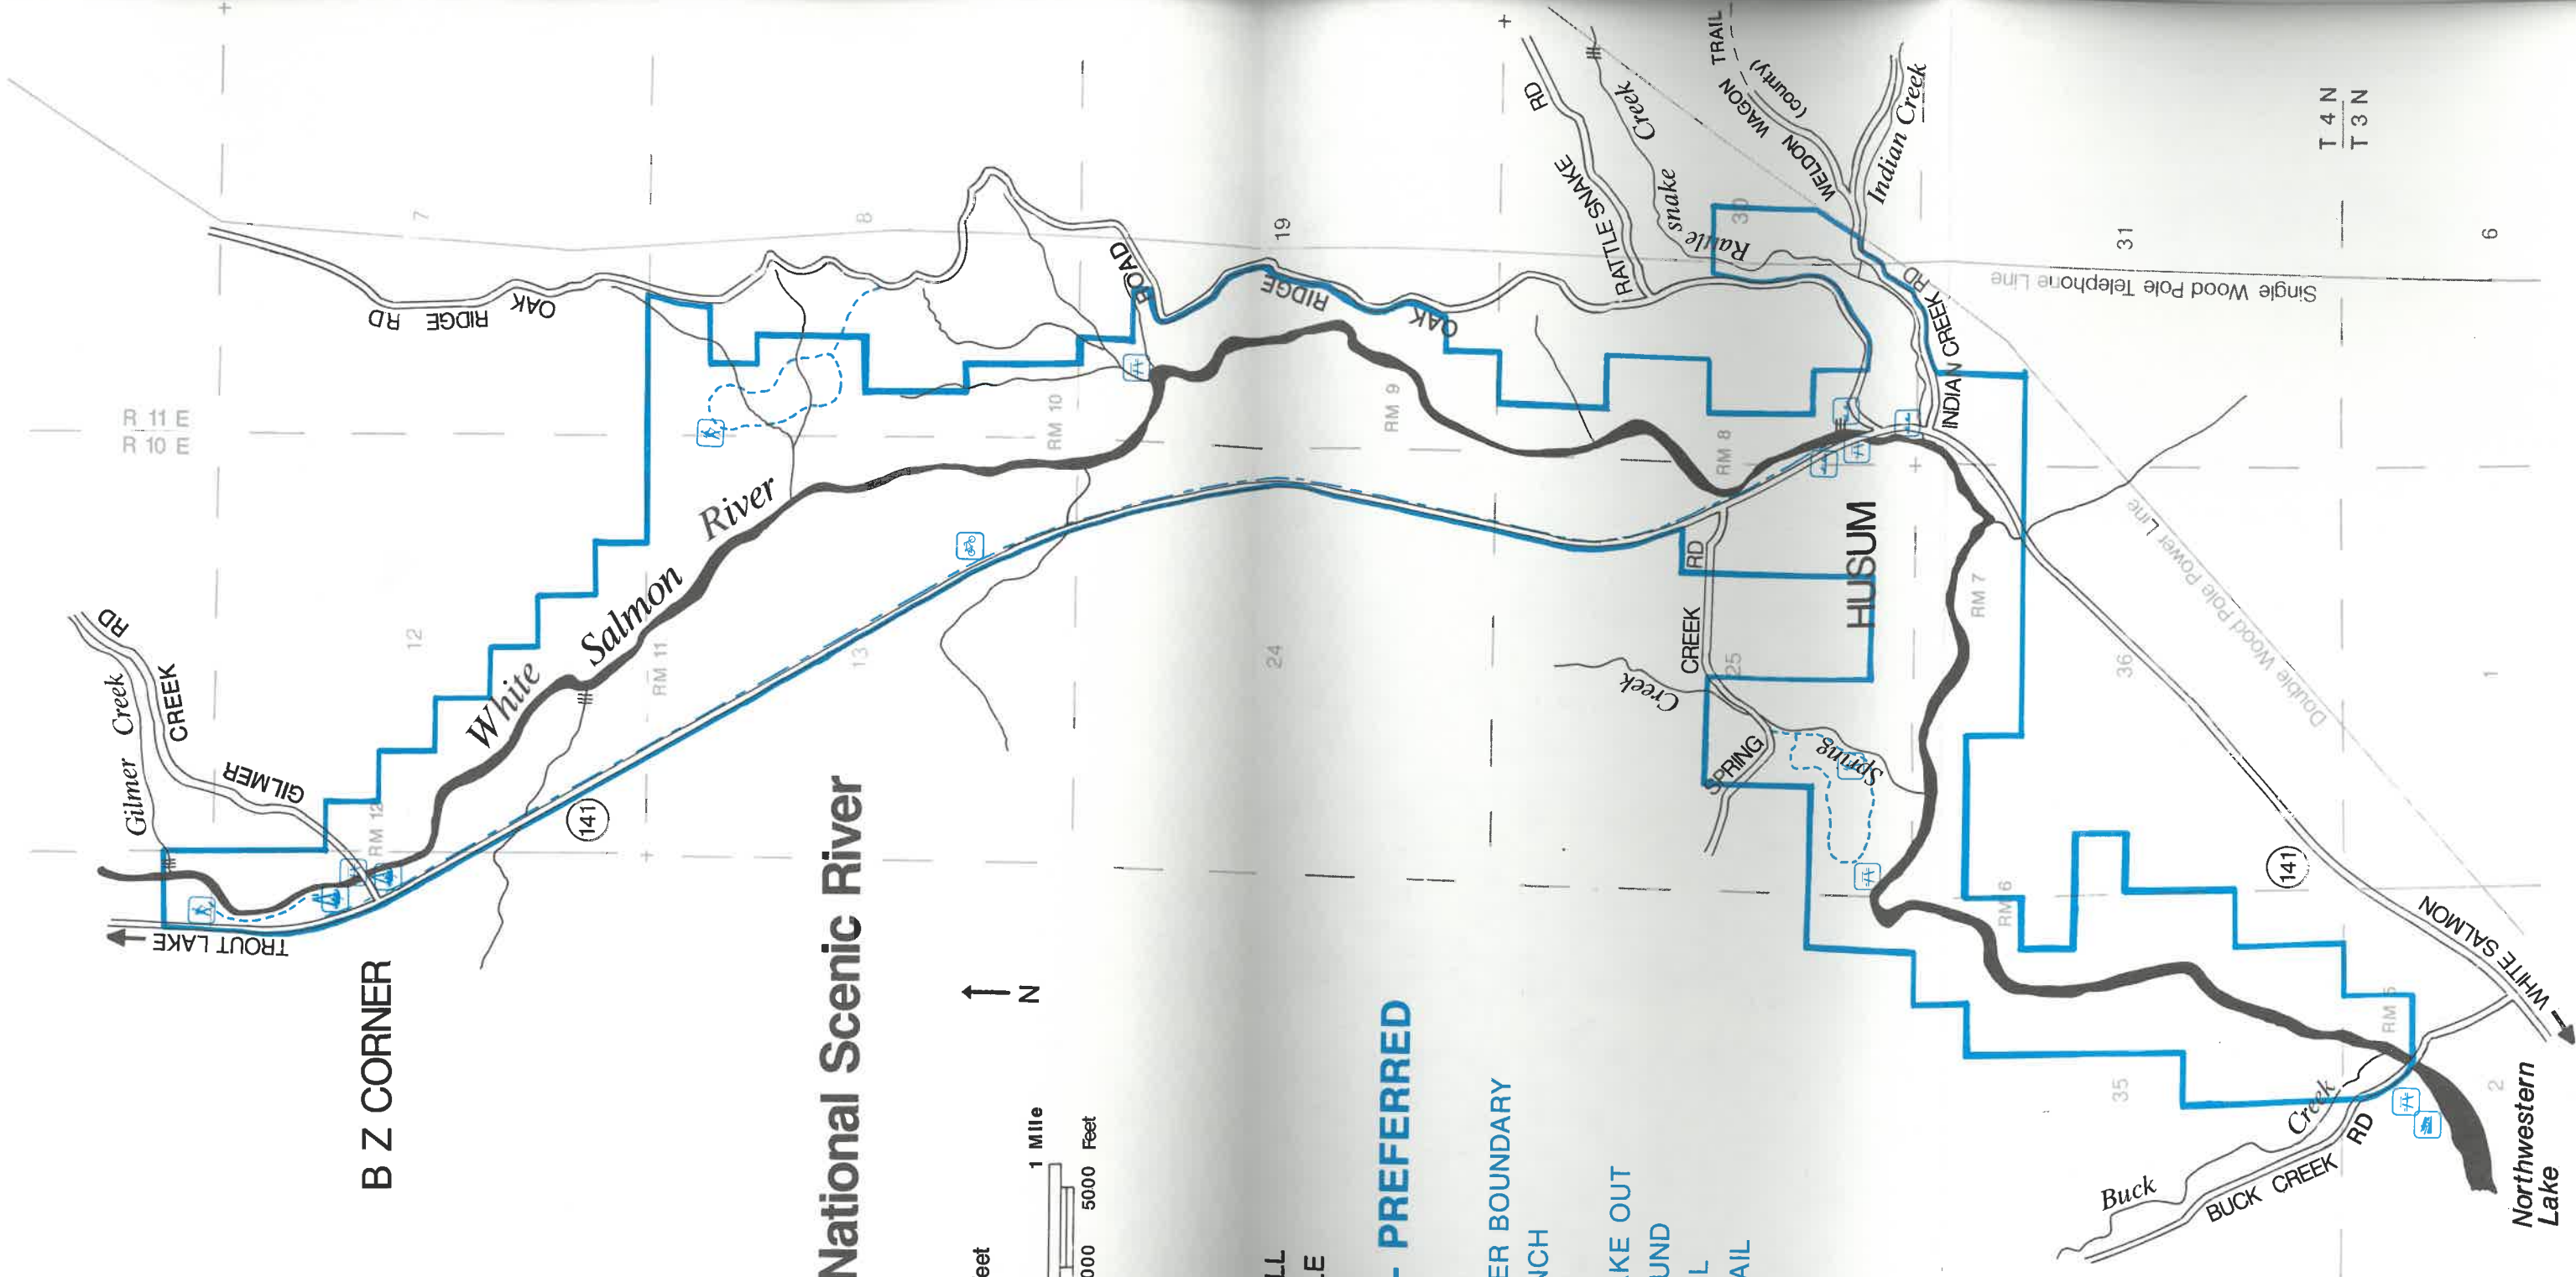 R 11 E
R 10 E
7
8
12
13
19
24
30
25
31
36
6
1
35
2
T 4 N
T 3 N
RM 12
RM 11
RM 10
RM 9
RM 8
RM 7
RM 6
RM 5
OAK RIDGE RD
ROAD
OAK RIDGE
RATTLESNAKE RD
Rattle snake Creek
WELDON WAGON TRAIL
(county)
Indian Creek
INDIAN CREEK RD
Single Wood Pole Telephone Line
Double Wood Pole Power Line
GILMER CREEK RD
Gilmer Creek
White Salmon River
TROUT LAKE
141
B Z CORNER
SPRING CREEK RD
Spring Creek
HUSUM
141
WHITE SALMON
Buck Creek
BUCK CREEK RD
Northwestern
Lake
National Scenic River
N
eet
1 Mile
000 5000 Feet
LL
LE
- PREFERRED
ER BOUNDARY
NCH
KE OUT
UND
L
AIL